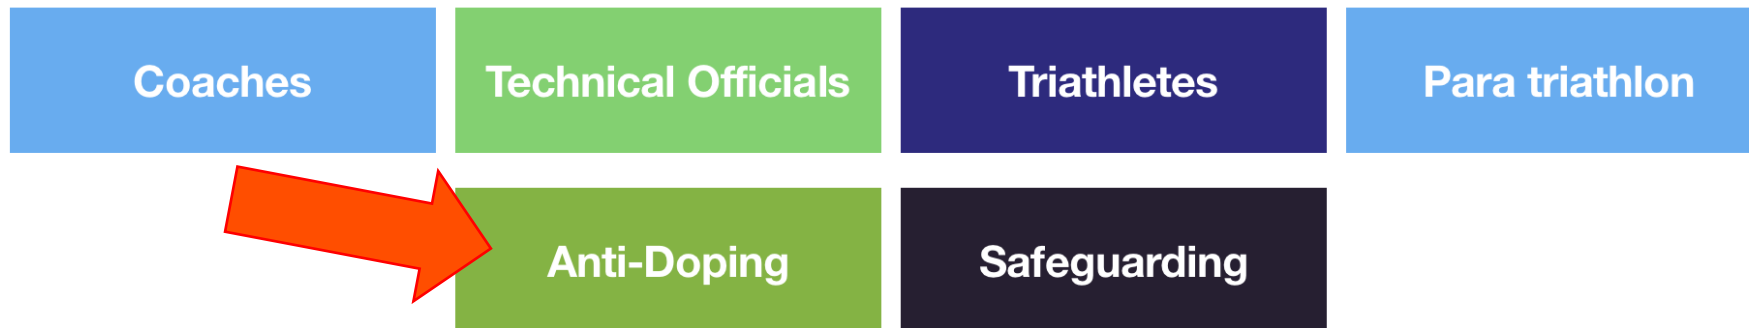 Coaches
Technical Officials
Triathletes
Para triathlon
Anti-Doping
Safeguarding